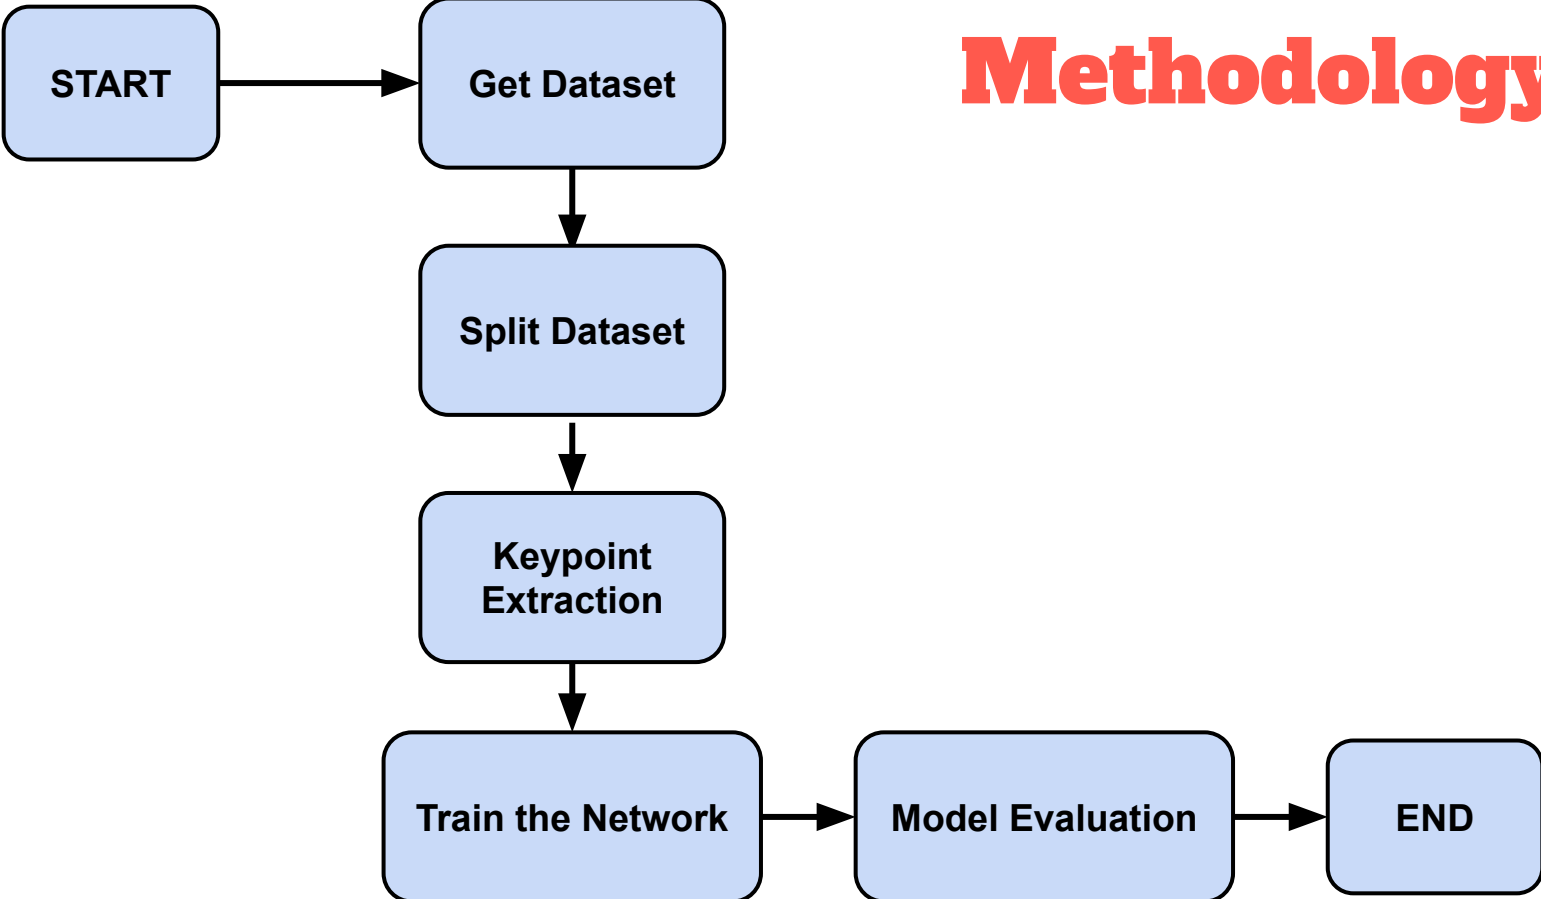 START
Get Dataset
Methodology
Split Dataset
Keypoint
Extraction
Train the Network
Model Evaluation
END